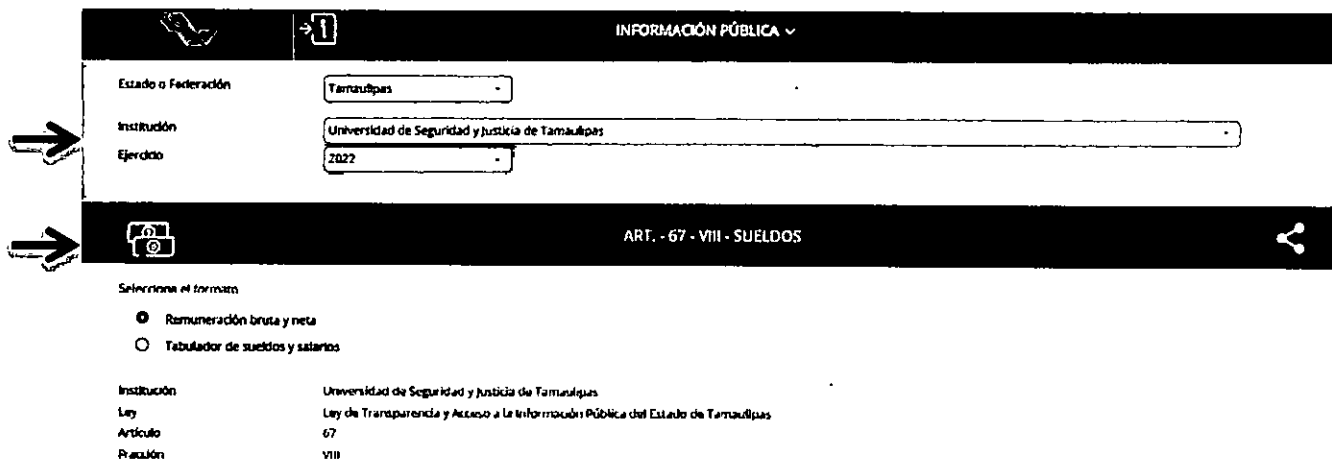 INFORMACIÓN PÚBLICA
Estado o Federación
Tamaulipas
Institución
Universidad de Seguridad y Justicia de Tamaulipas
Ejercicio
2022
ART. - 67 - VIII - SUELDOS
Selecciona el formato
Remuneración bruta y neta
Tabulador de sueldos y salarios
Institución Universidad de Seguridad y Justicia de Tamaulipas
Ley Ley de Transparencia y Acceso a la Información Pública del Estado de Tamaulipas
Artículo 67
Fracción VIII